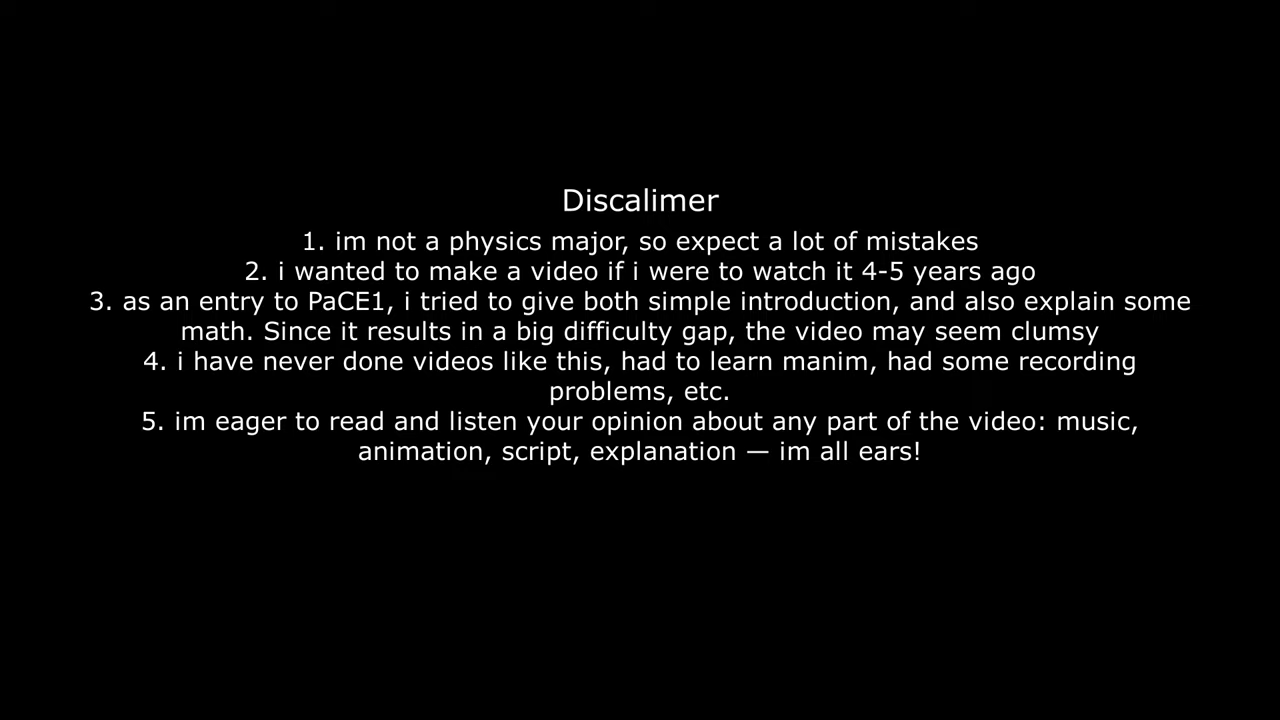 Discalimer
1. im not a physics major, so expect a lot of mistakes
2. i wanted to make a video if i were to watch it 4-5 years ago
3. as an entry to PaCE1, i tried to give both simple introduction, and also explain some
math. Since it results in a big difficulty gap, the video may seem clumsy
4. i have never done videos like this, had to learn manim, had some recording
problems, etc.
5. im eager to read and listen your opinion about any part of the video: music,
animation, script, explanation — im all ears!